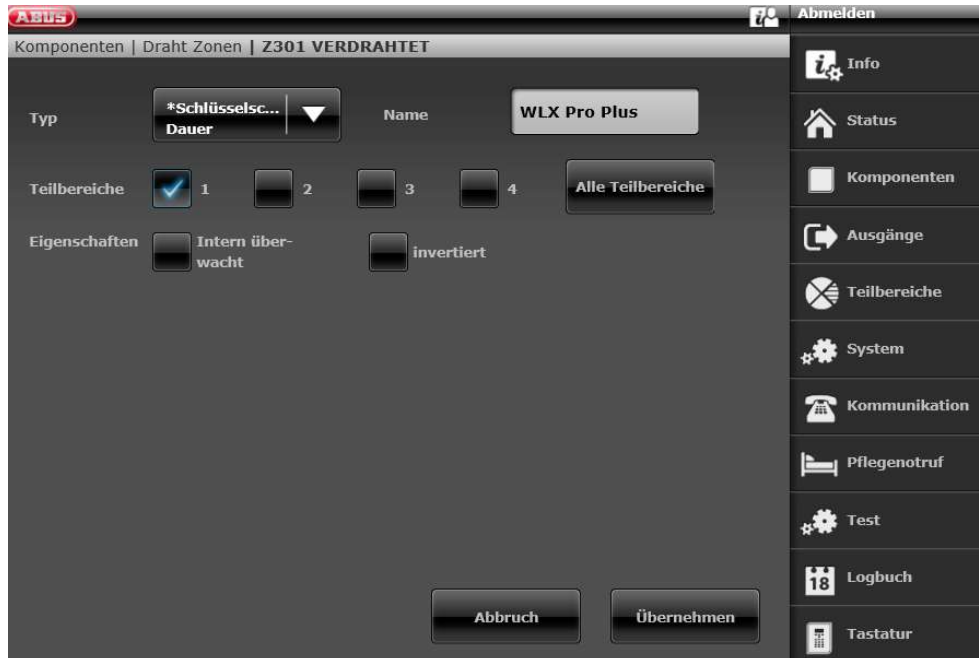 ABUS
Abmelden
Komponenten | Draht Zonen | Z301 VERDRAHTET
Info
Typ
*Schlüsselsc...
Dauer
Name
WLX Pro Plus
Status
Teilbereiche
1
2
3
4
Alle Teilbereiche
Komponenten
Eigenschaften
Intern über-
wacht
invertiert
Ausgänge
Teilbereiche
System
Kommunikation
Pflegenotruf
Test
18
Logbuch
Abbruch
Übernehmen
Tastatur